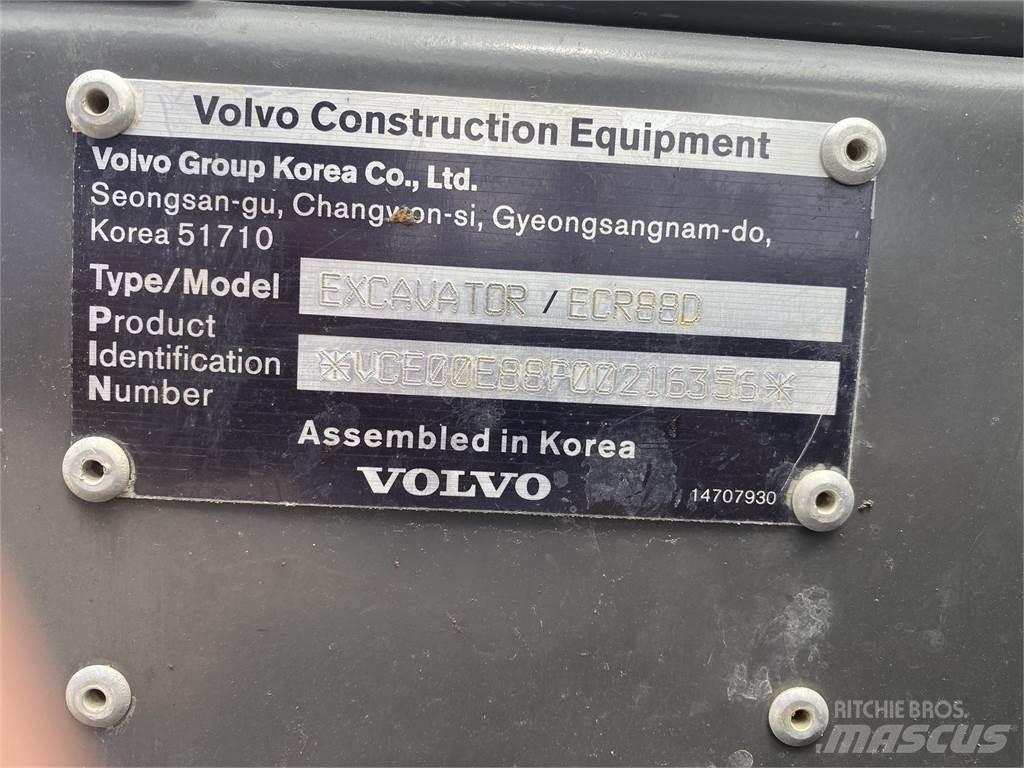 Volvo Construction Equipment
Volvo Group Korea Co., Ltd.
Seongsan-gu, Changwon-si, Gyeongsangnam-do,
Korea 51710
Type/Model EXCAVATOR / ECR88D
Product
Identification *VCE00E88P00216356*
Number
Assembled in Korea
VOLVO 14707930
RITCHIE BROS.
MASCUS